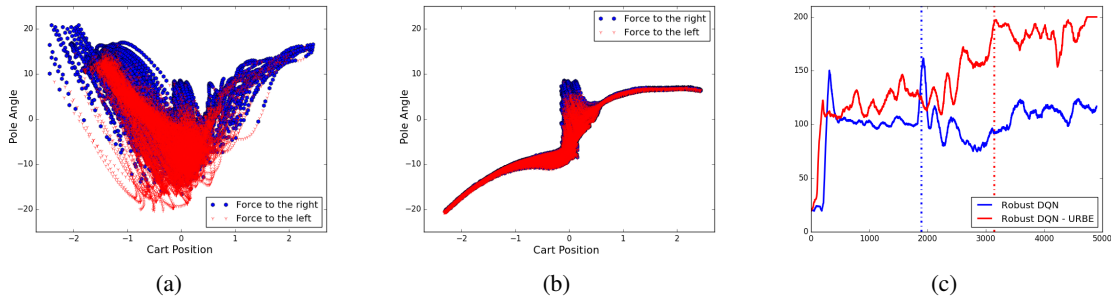 20
10
0
−10
−20
Pole Angle
−2
−1
0
1
2
Cart Position
Force to the right
Force to the left
(a)
20
10
0
−10
−20
Pole Angle
−2
−1
0
1
2
Cart Position
Force to the right
Force to the left
(b)
200
150
100
50
0
0
1000
2000
3000
4000
5000
Robust DQN
Robust DQN - URBE
(c)